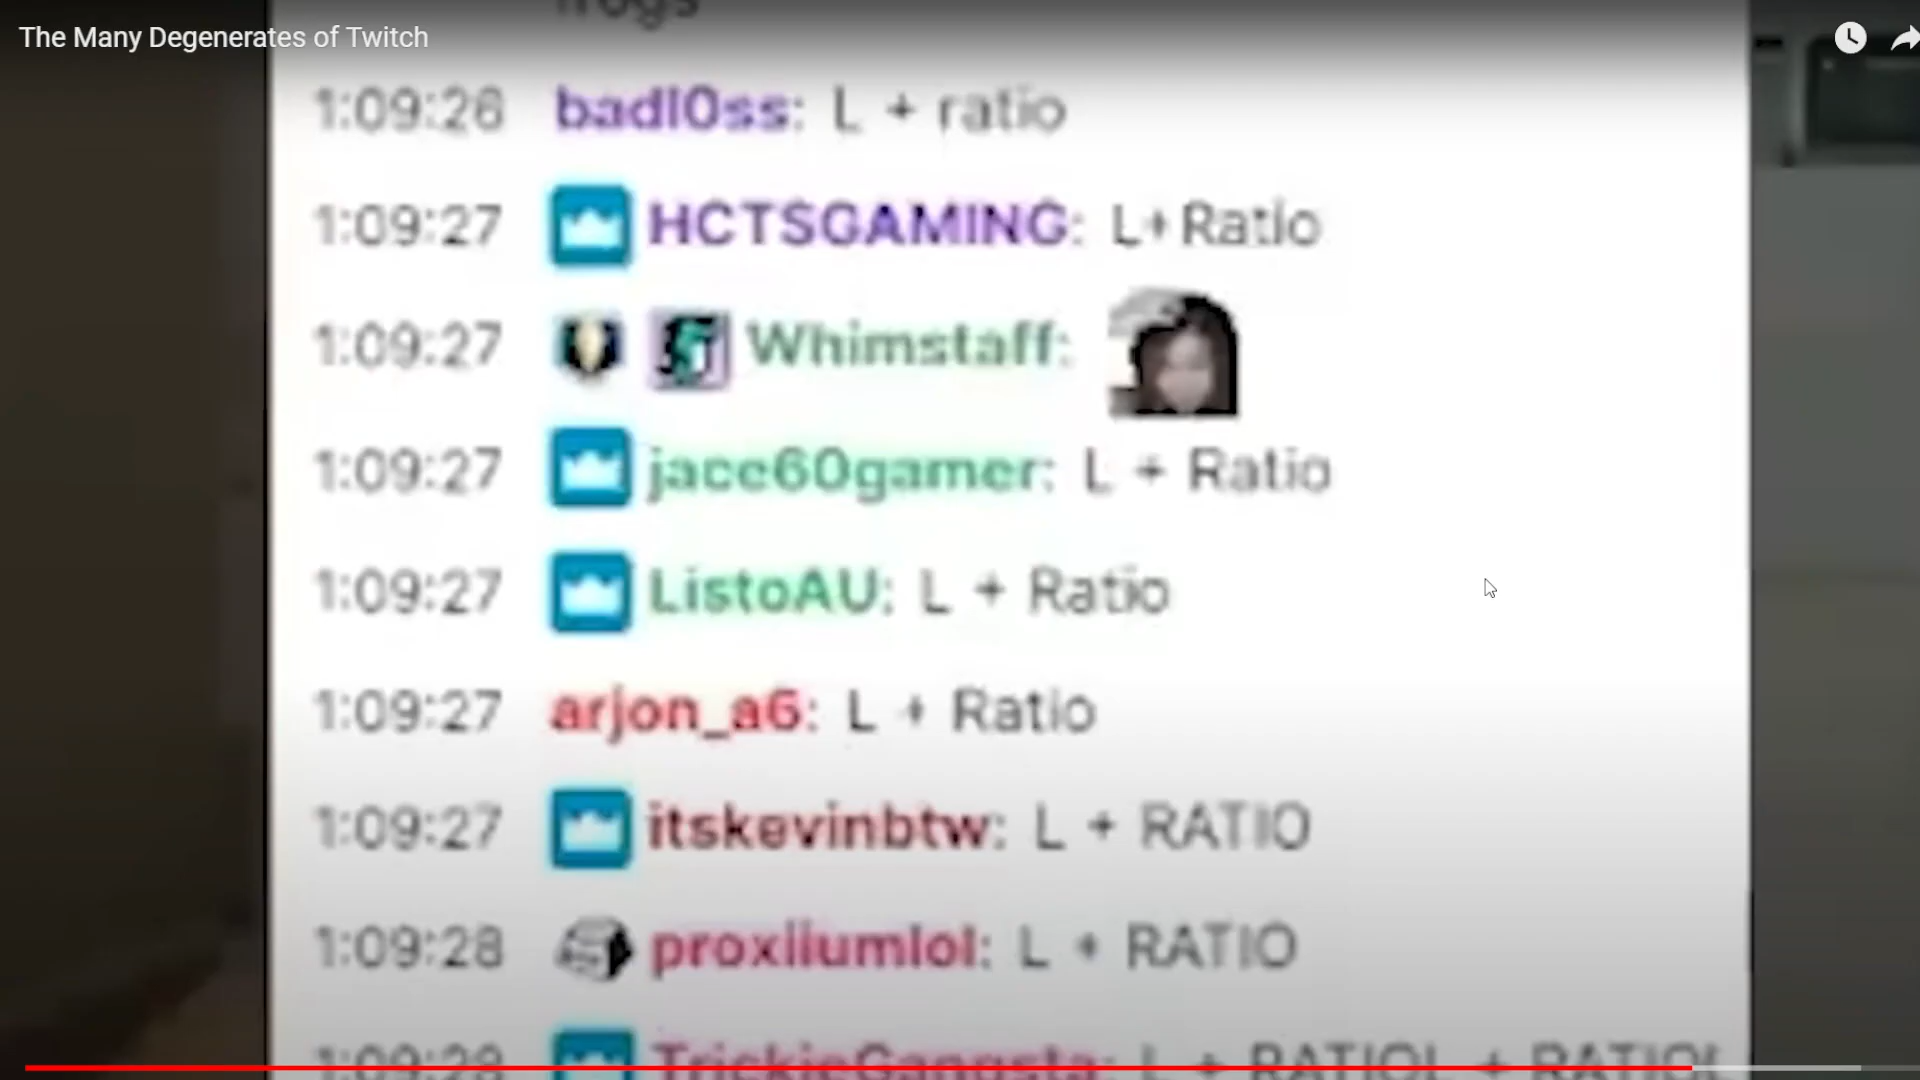 frogs
The Many Degenerates of Twitch
1:09:26 badl0ss: L + ratio
1:09:27 HCTSGAMING: L+Ratio
1:09:27 Whimstaff:
1:09:27 jace60gamer: L + Ratio
1:09:27 ListoAU: L + Ratio
1:09:27 arjon_a6: L + Ratio
1:09:27 itskevinbtw: L + RATIO
1:09:28 proxiiumlol: L + RATIO
1:09:28 TrickieGangsta: L + RATIOL + RATIOL